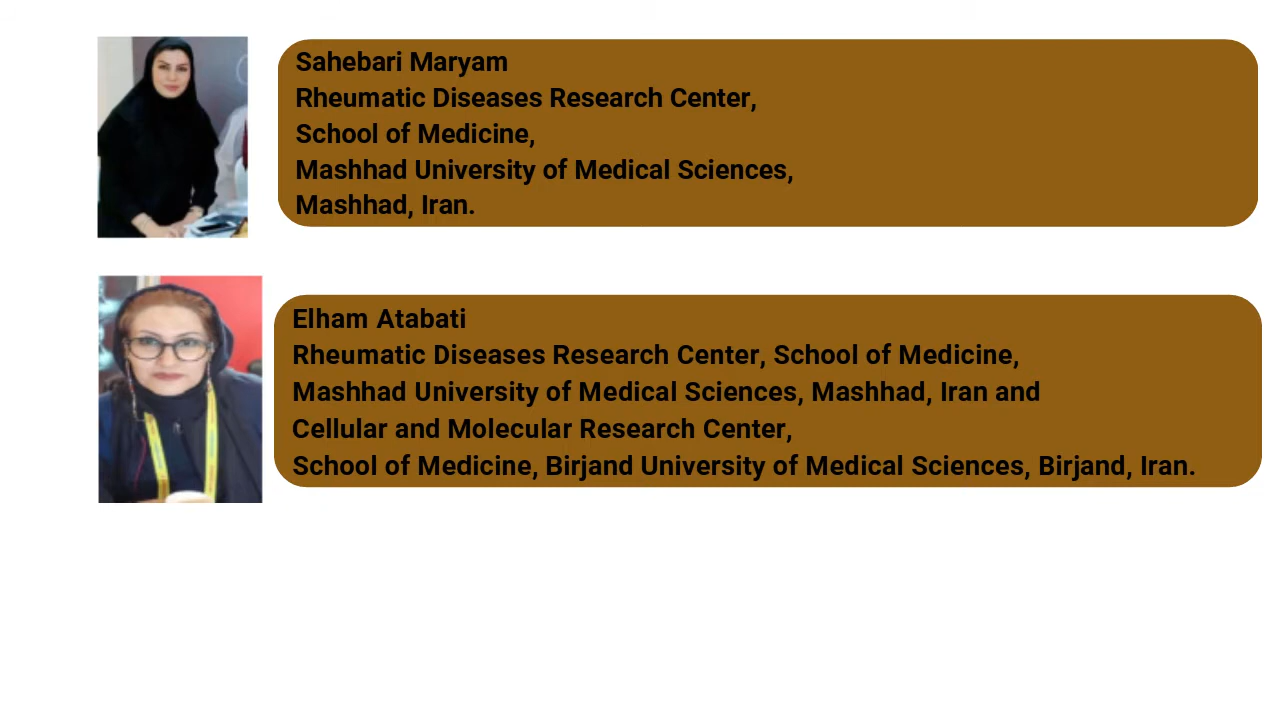 Sahebari Maryam
Rheumatic Diseases Research Center,
School of Medicine,
Mashhad University of Medical Sciences,
Mashhad, Iran.
Elham Atabati
Rheumatic Diseases Research Center, School of Medicine,
Mashhad University of Medical Sciences, Mashhad, Iran and
Cellular and Molecular Research Center,
School of Medicine, Birjand University of Medical Sciences, Birjand, Iran.